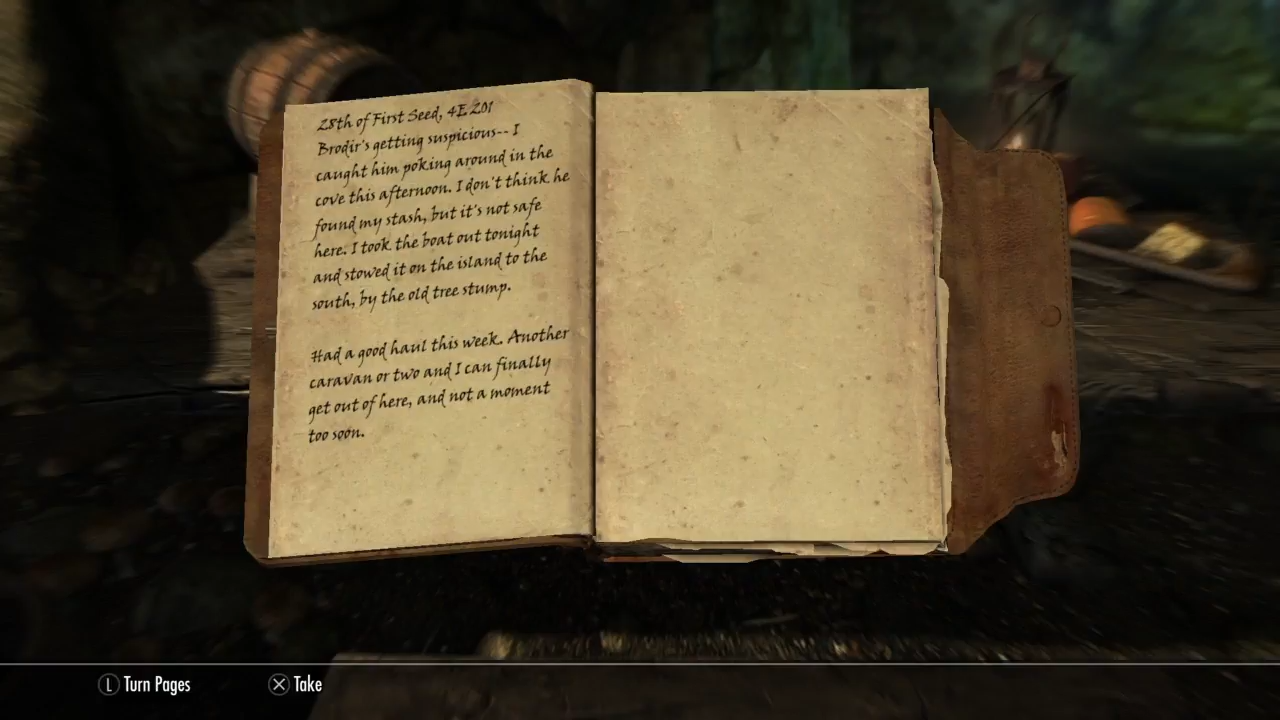 28th of First Seed, 4E 201
Brodir's getting suspicious-- I
caught him poking around in the
cove this afternoon. I don't think he
found my stash, but it's not safe
here. I took the boat out tonight
and stowed it on the island to the
south, by the old tree stump.
Had a good haul this week. Another
caravan or two and I can finally
get out of here, and not a moment
too soon.
L Turn Pages
X Take